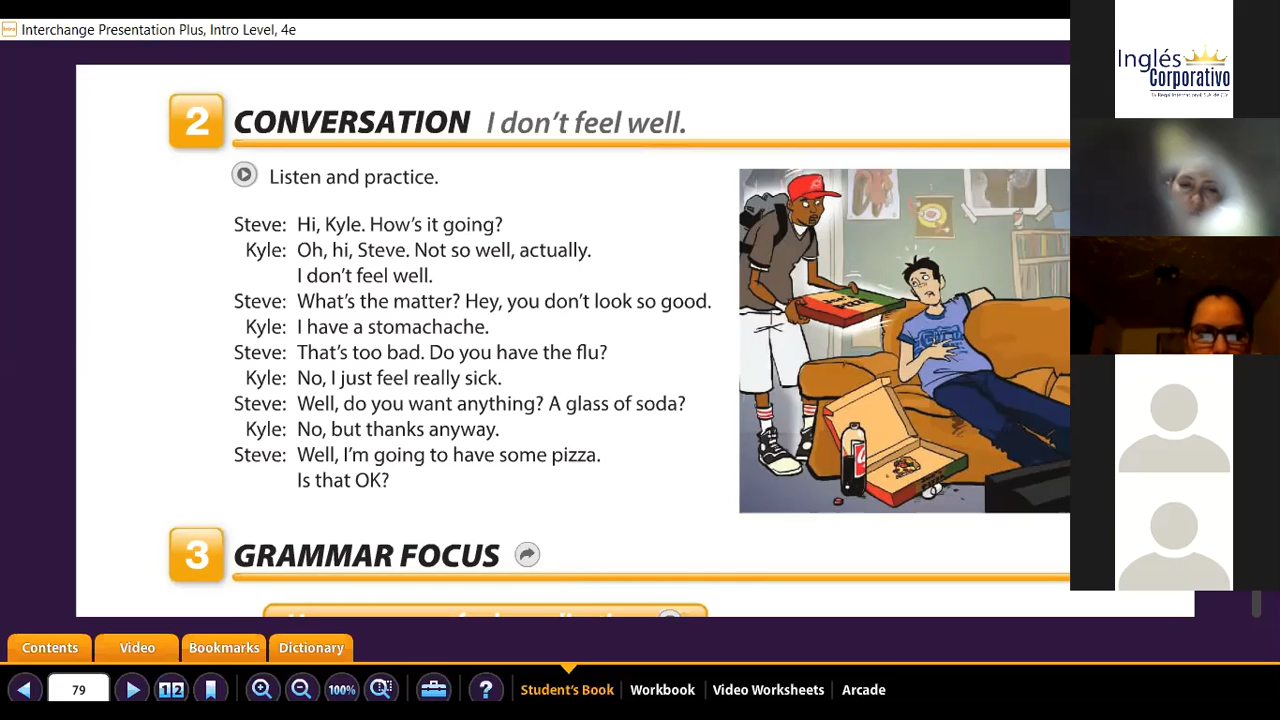 Interchange Presentation Plus, Intro Level, 4e
Inglés
Corporativo
2 CONVERSATION I don't feel well.
Listen and practice.
Steve: Hi, Kyle. How's it going?
Kyle: Oh, hi, Steve. Not so well, actually.
I don't feel well.
Steve: What's the matter? Hey, you don't look so good.
Kyle: I have a stomachache.
Steve: That's too bad. Do you have the flu?
Kyle: No, I just feel really sick.
Steve: Well, do you want anything? A glass of soda?
Kyle: No, but thanks anyway.
Steve: Well, I'm going to have some pizza.
Is that OK?
3 GRAMMAR FOCUS
Contents Video Bookmarks Dictionary
79 1 2 100% ? Student's Book Workbook Video Worksheets Arcade